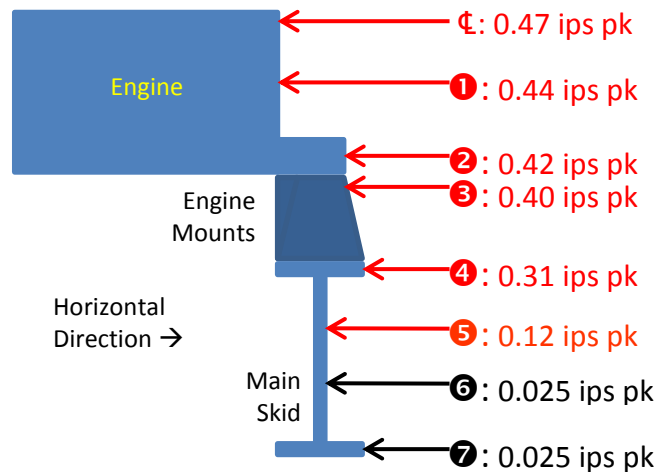 ℄: 0.47 ips pk
Engine
❶: 0.44 ips pk
❷: 0.42 ips pk
❸: 0.40 ips pk
Engine
Mounts
❹: 0.31 ips pk
Horizontal
Direction →
❺: 0.12 ips pk
Main
Skid
❻: 0.025 ips pk
❼: 0.025 ips pk